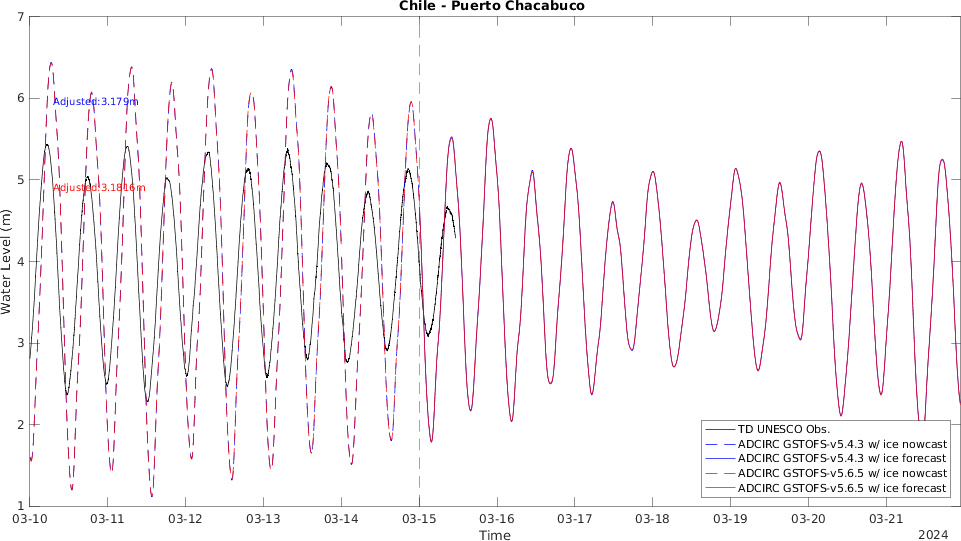 Chile - Puerto Chacabuco
7
6
5
4
3
2
1
Water Level (m)
Adjusted:3.179m
Adjusted:3.1816m
TD UNESCO Obs.
ADCIRC GSTOFS-v5.4.3 w/ ice nowcast
ADCIRC GSTOFS-v5.4.3 w/ ice forecast
ADCIRC GSTOFS-v5.6.5 w/ ice nowcast
ADCIRC GSTOFS-v5.6.5 w/ ice forecast
03-10 03-11 03-12 03-13 03-14 03-15 03-16 03-17 03-18 03-19 03-20 03-21
Time
2024